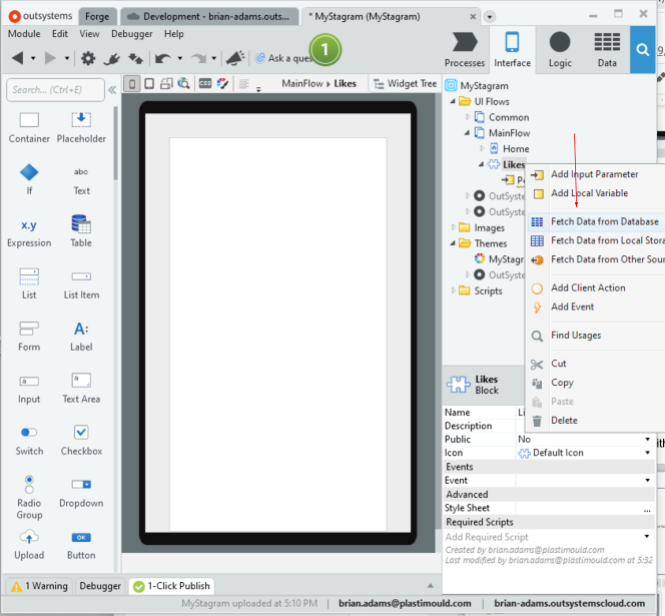 outsystems
Forge
Development - brian-adams.outs...
* MyStagram (MyStagram)
Module Edit View Debugger Help
Ask a ques
1
Processes
Interface
Logic
Data
Search... (Ctrl+E)
MainFlow
Likes
Widget Tree
Container
Placeholder
If
abc
Text
x.y
Expression
Table
List
List Item
Form
A:
Label
a
Input
a
Text Area
Switch
Checkbox
Radio
Group
Dropdown
Upload
OK
Button
MyStagram
UI Flows
Common
MainFlow
Home
Likes
OutSyste
OutSyste
Images
Themes
MyStagr
OutSyste
Scripts
Add Input Parameter
Add Local Variable
Fetch Data from Database
Fetch Data from Local Stora
Fetch Data from Other Sour
Add Client Action
Add Event
Find Usages
Cut
Copy
Paste
Delete
Likes
Block
Name Li
Description
Public No
Icon Default Icon
Events
Event
Advanced
Style Sheet ...
Required Scripts
Add Required Script
Created by brian.adams@plastimould.com
Last modified by brian.adams@plastimould.com at 5:32
1 Warning
Debugger
1-Click Publish
MyStagram uploaded at 5:10 PM
brian.adams@plastimould.com
brian-adams.outsystemscloud.com